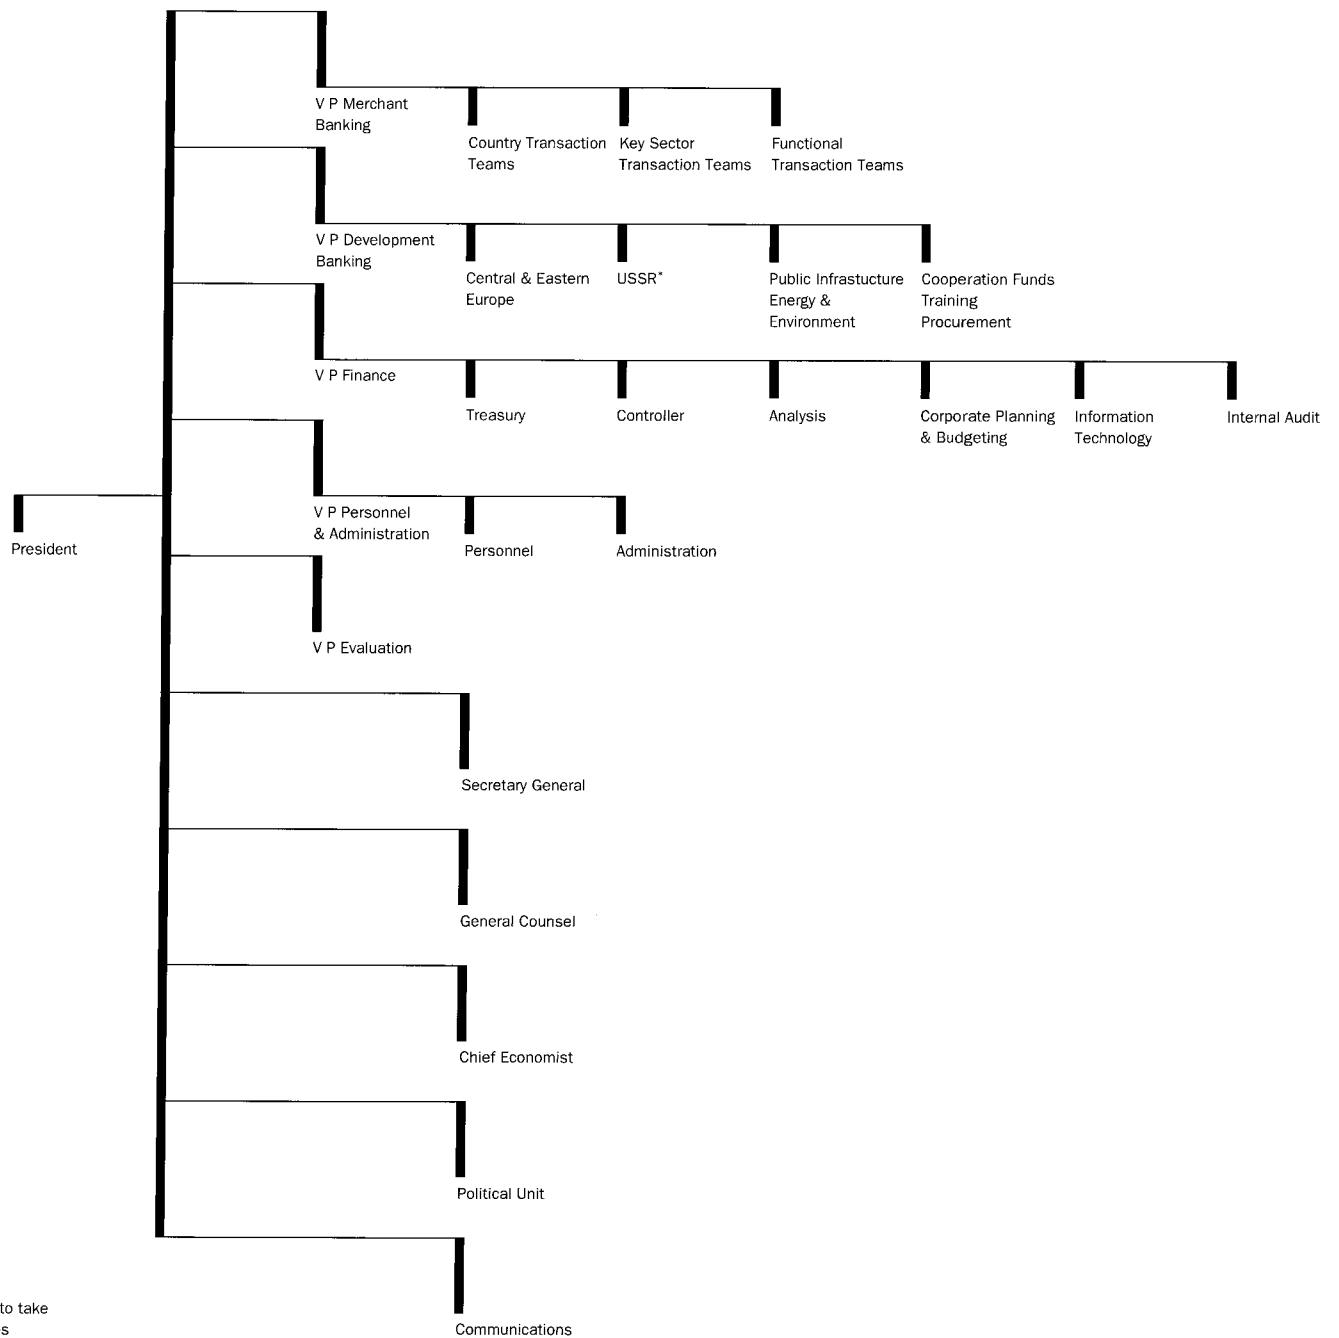 V P Merchant
Banking
Country Transaction
Teams
Key Sector
Transaction Teams
Functional
Transaction Teams
V P Development
Banking
Central & Eastern
Europe
USSR*
Public Infrastucture
Energy &
Environment
Cooperation Funds
Training
Procurement
V P Finance
Treasury
Controller
Analysis
Corporate Planning
& Budgeting
Information
Technology
Internal Audit
President
V P Personnel
& Administration
Personnel
Administration
V P Evaluation
Secretary General
General Counsel
Chief Economist
Political Unit
to take
Communications